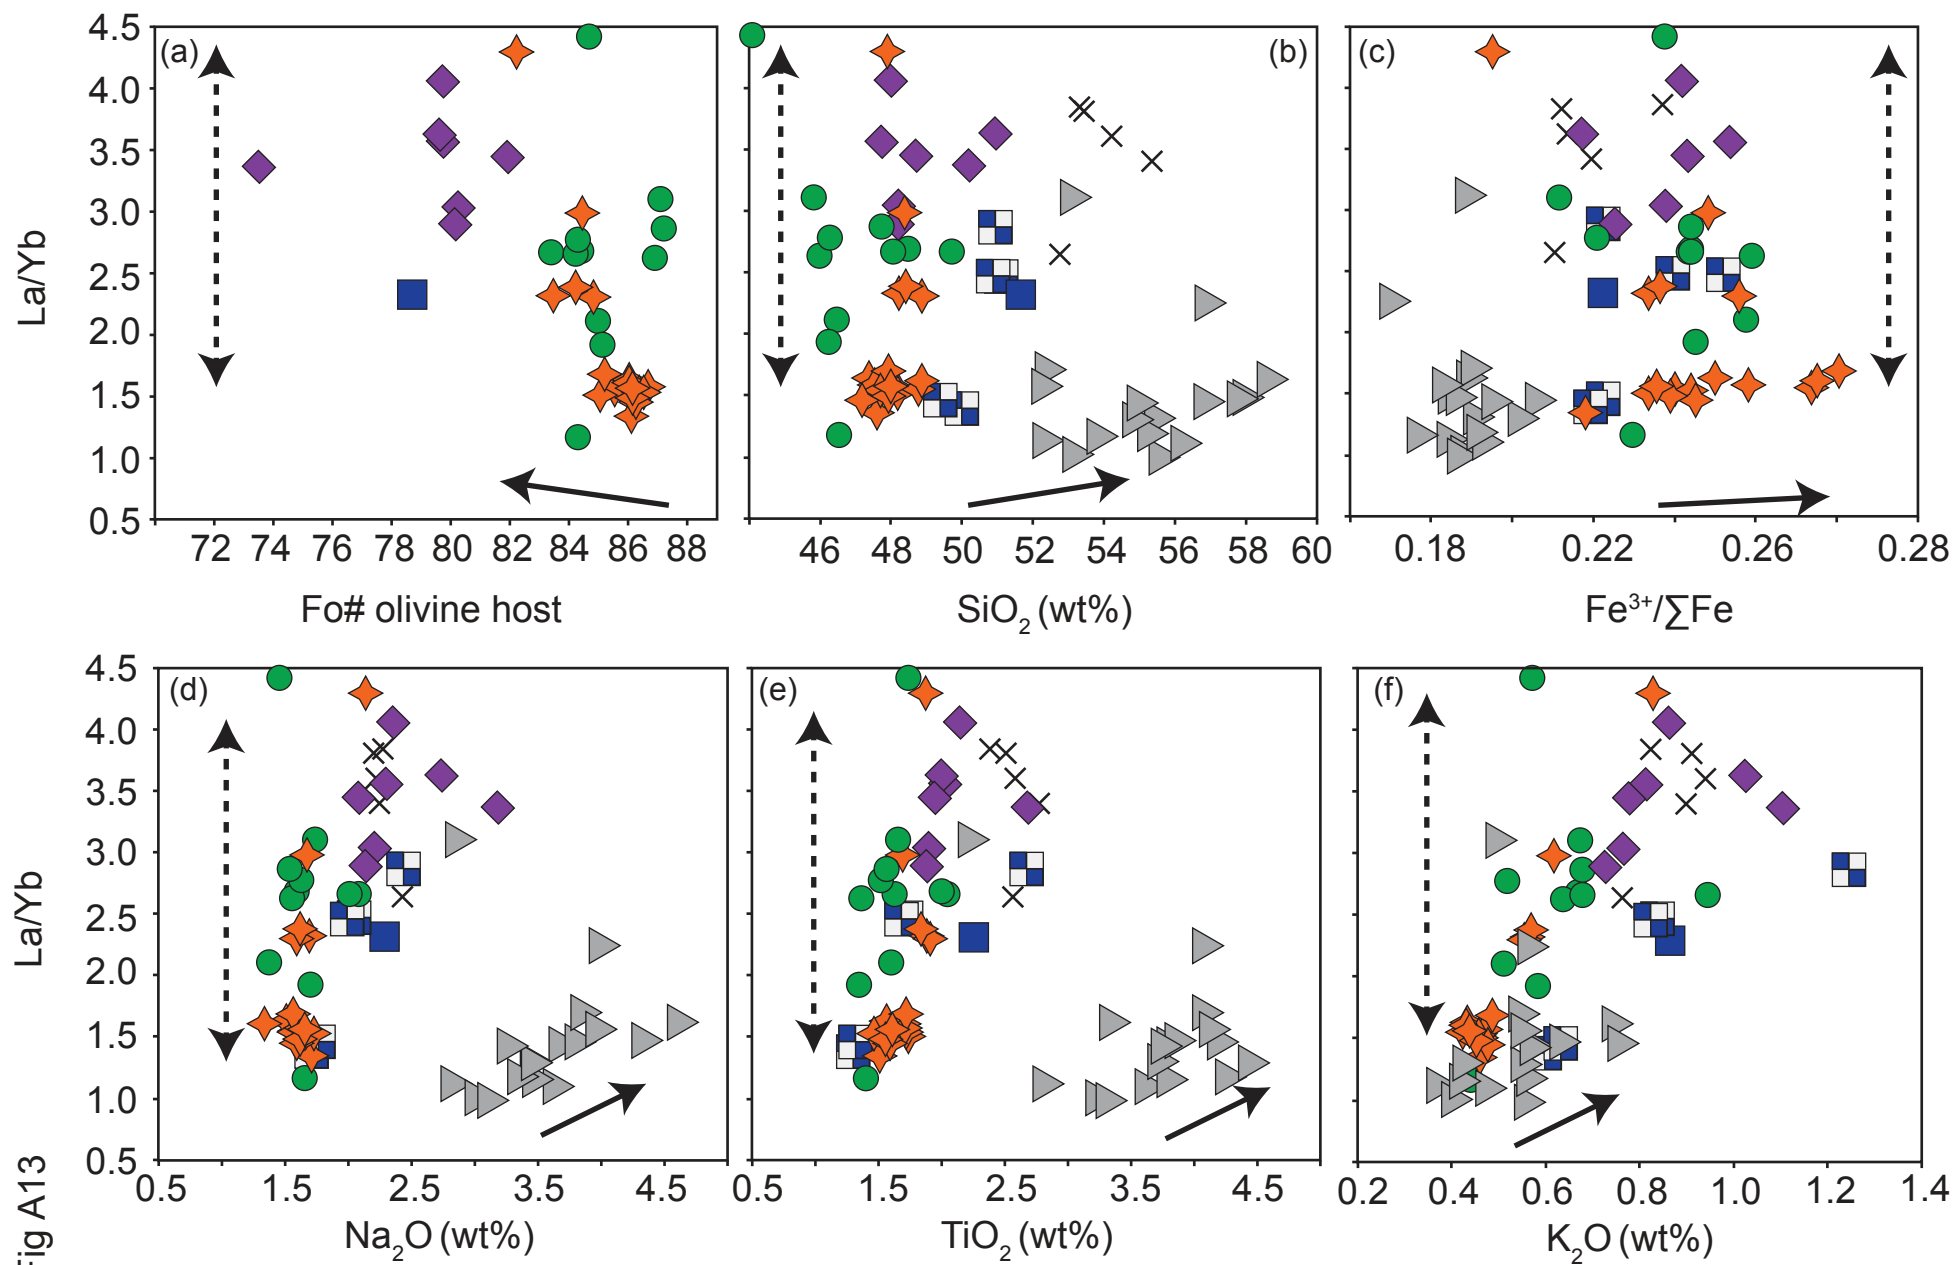 4.5
4.0
3.5
3.0
2.5
2.0
1.5
1.0
0.5
La/Yb
(a)
(b)
(c)
72 74 76 78 80 82 84 86 88
46 48 50 52 54 56 58 60
0.18 0.22 0.26 0.28
Fo# olivine host
SiO₂ (wt%)
Fe³⁺/∑Fe
4.5
4.0
3.5
3.0
2.5
2.0
1.5
1.0
0.5
La/Yb
(d)
(e)
(f)
0.5 1.5 2.5 3.5 4.5
0.5 1.5 2.5 3.5 4.5
0.2 0.4 0.6 0.8 1.0 1.2 1.4
Na₂O (wt%)
TiO₂ (wt%)
K₂O (wt%)
Fig A13